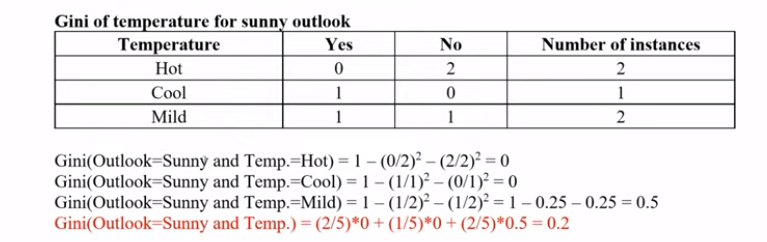 Gini of temperature for sunny outlook
Temperature Yes No Number of instances
Hot 0 2 2
Cool 1 0 1
Mild 1 1 2
Gini(Outlook=Sunny and Temp.=Hot) = 1 – (0/2)² – (2/2)² = 0
Gini(Outlook=Sunny and Temp.=Cool) = 1 – (1/1)² – (0/1)² = 0
Gini(Outlook=Sunny and Temp.=Mild) = 1 – (1/2)² – (1/2)² = 1 – 0.25 – 0.25 = 0.5
Gini(Outlook=Sunny and Temp.) = (2/5)*0 + (1/5)*0 + (2/5)*0.5 = 0.2